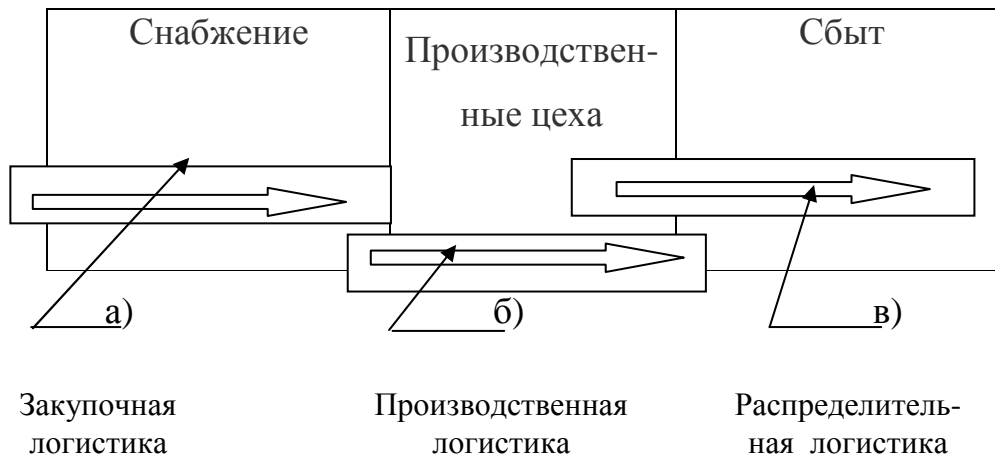 Снабжение
Производствен-
ные цеха
Сбыт
а)
б)
в)
Закупочная
логистика
Производственная
логистика
Распределитель-
ная логистика